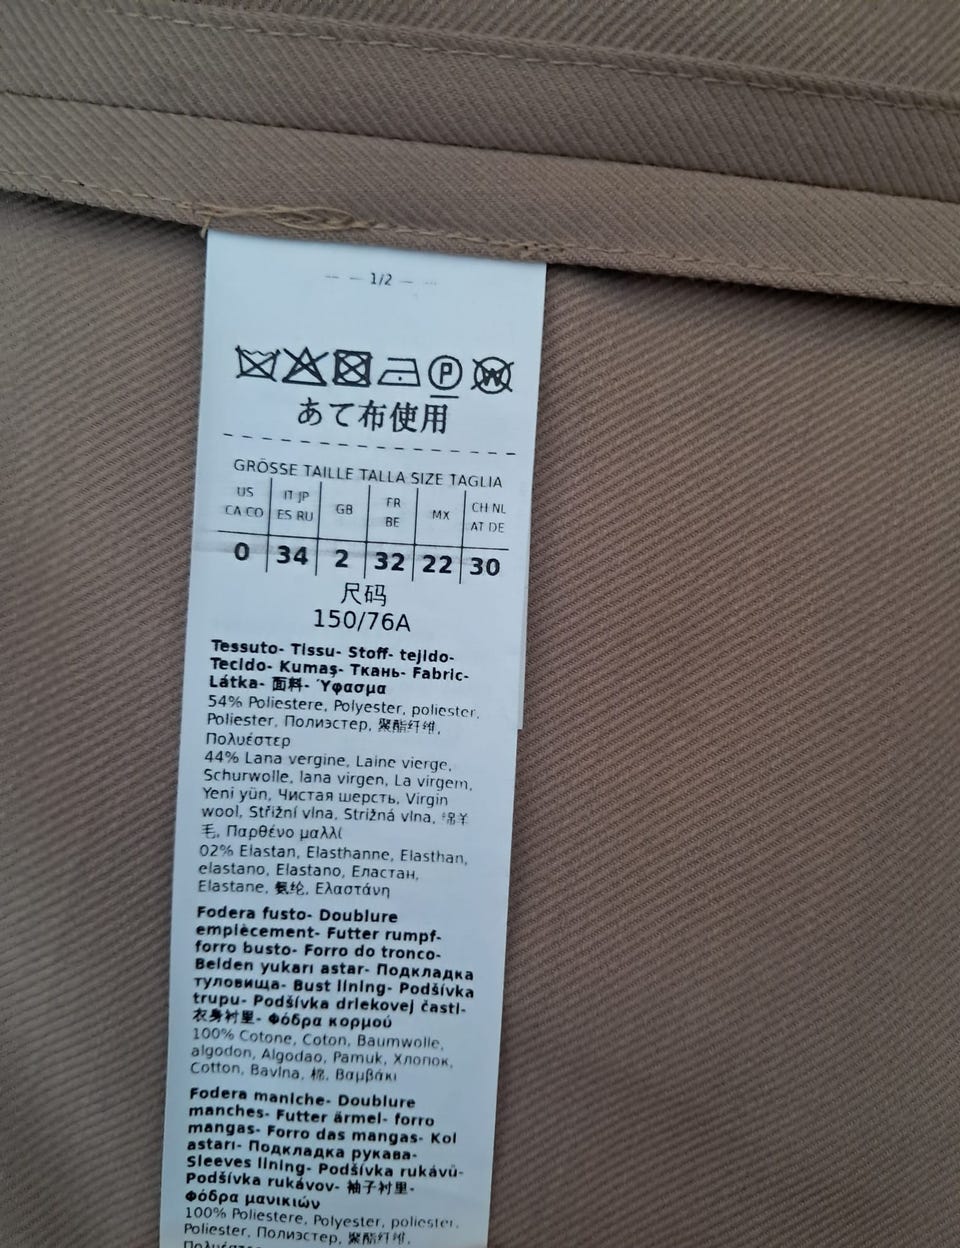 1/2
P W
あて布使用
GRÖSSE TAILLE TALLA SIZE TAGLIA
US CA CO | IT JP ES RU | GB | FR BE | MX | CH NL AT DE
0 | 34 | 2 | 32 | 22 | 30
尺码
150/76A
Tessuto- Tissu- Stoff- tejido-
Tecido- Kumaş- Ткань- Fabric-
Látka- 面料- Ύφασμα
54% Poliestere, Polyester, poliester,
Poliester, Полиэстер, 聚酯纤维,
Πολυέστερ
44% Lana vergine, Laine vierge,
Schurwolle, lana virgen, La virgem,
Yeni yün, Чистая шерсть, Virgin
wool, Střižní vlna, Strižná vlna, 绵羊
毛, Παρθένο μαλλί
02% Elastan, Elasthanne, Elasthan,
elastano, Elastano, Еластан,
Elastane, 氨纶, Ελαστάνη
Fodera fusto- Doublure
emplècement- Futter rumpf-
forro busto- Forro do tronco-
Belden yukarı astar- Подкладка
туловища- Bust lining- Podšívka
trupu- Podšívka driekovej časti-
衣身衬里- Φόδρα κορμού
100% Cotone, Coton, Baumwolle,
algodon, Algodao, Pamuk, Хлопок,
Cotton, Bavlna, 棉, Βαμβάκι
Fodera maniche- Doublure
manches- Futter ärmel- forro
mangas- Forro das mangas- Kol
astarı- Подкладка рукава-
Sleeves lining- Podšívka rukávů-
Podšívka rukávov- 袖子衬里-
Φόδρα μανικιών
100% Poliestere, Polyester, poliester,
Poliester, Полиэстер, 聚酯纤维,